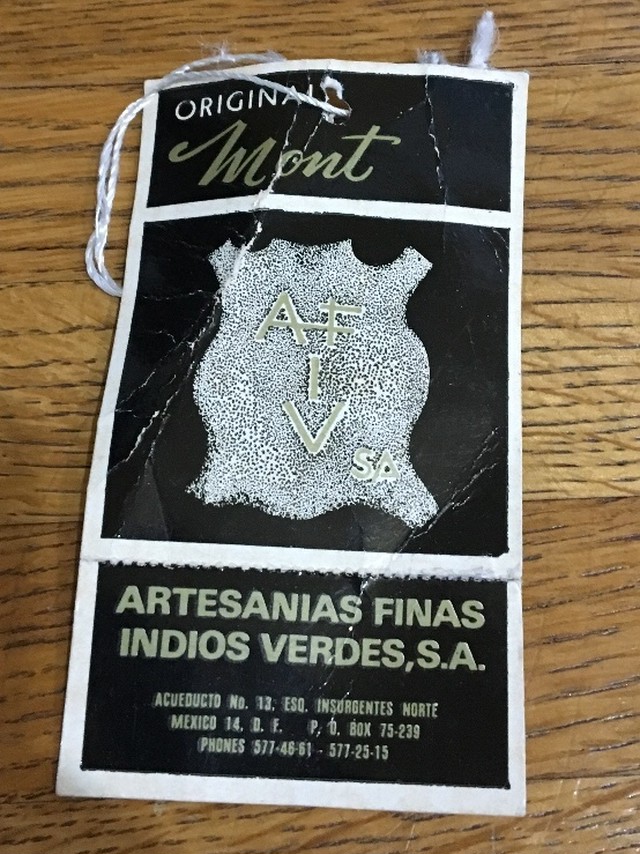 ORIGINAL
Mont
AF
I
V
SA
ARTESANIAS FINAS
INDIOS VERDES, S.A.
ACUEDUCTO No. 13, ESQ. INSURGENTES NORTE
MEXICO 14, D. F. P. O. BOX 75-239
PHONES 577-46-61 - 577-25-15